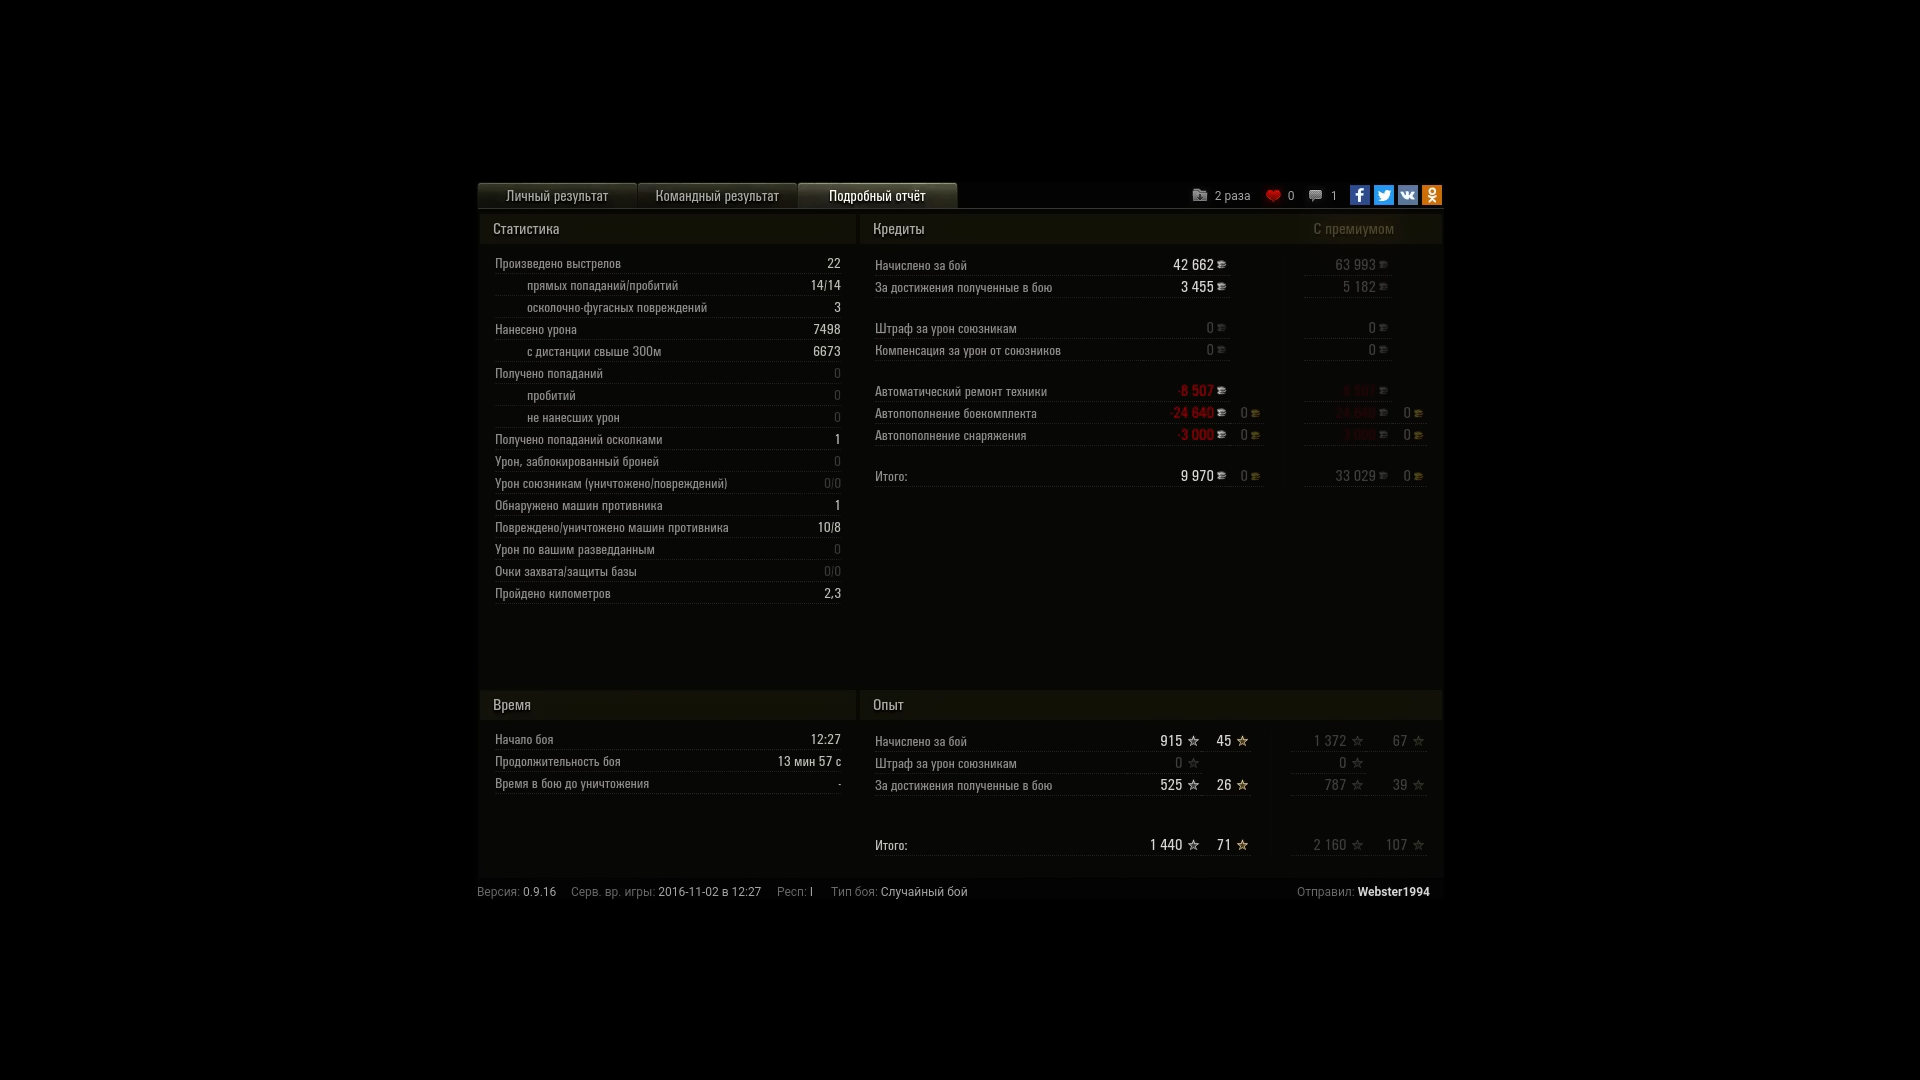 Личный результат Командный результат Подробный отчёт 2 раза 0 1
Статистика
Произведено выстрелов 22
прямых попаданий/пробитий 14/14
осколочно-фугасных повреждений 3
Нанесено урона 7498
с дистанции свыше 300м 6673
Получено попаданий 0
пробитий 0
не нанесших урон 0
Получено попаданий осколками 1
Урон, заблокированный броней 0
Урон союзникам (уничтожено/повреждений) 0/0
Обнаружено машин противника 1
Повреждено/уничтожено машин противника 10/8
Урон по вашим разведданным 0
Очки захвата/защиты базы 0/0
Пройдено километров 2,3
Кредиты С премиумом
Начислено за бой 42 662 63 993
За достижения полученные в бою 3 455 5 182
Штраф за урон союзникам 0 0
Компенсация за урон от союзников 0 0
Автоматический ремонт техники -8 507 -8 507
Автопополнение боекомплекта -24 640 0 -24 640 0
Автопополнение снаряжения -3 000 0 -3 000 0
Итого: 9 970 0 33 029 0
Время
Начало боя 12:27
Продолжительность боя 13 мин 57 с
Время в бою до уничтожения -
Опыт
Начислено за бой 915 45 1 372 67
Штраф за урон союзникам 0 0
За достижения полученные в бою 525 26 787 39
Итого: 1 440 71 2 160 107
Версия: 0.9.16 Серв. вр. игры: 2016-11-02 в 12:27 Респ: I Тип боя: Случайный бой Отправил: Webster1994